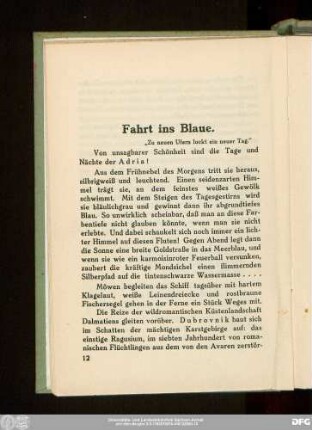 Fahrt ins Blaue.
„Zu neuen Ufern lockt ein neuer Tag.“
Von unsagbarer Schönheit sind die Tage und
Nächte der Adria!
Aus dem Frühnebel des Morgens tritt sie heraus,
silbrigweiß und leuchtend. Einen seidenzarten Him-
mel trägt sie, an dem feinstes weißes Gewölk
schwimmt. Mit dem Steigen des Tagesgestirns wird
sie bläulichgrau und gewinnt dann ihr abgrundtiefes
Blau. So unwirklich scheinbar, daß man an diese Far-
bentiefe nicht glauben könnte, wenn man sie nicht
erlebte. Und dabei schaukelt sich noch immer ein lich-
ter Himmel auf diesen Fluten! Gegen Abend legt dann
die Sonne eine breite Goldstraße in das Meerblau, und
wenn sie wie ein karmoisinroter Feuerball versunken,
zaubert die kräftige Mondsichel einen flimmernden
Silberpfad auf die tintenschwarze Wassermasse . . . .
Möwen begleiten das Schiff tagsüber mit hartem
Klagelaut, weiße Leinendreiecke und rostbraune
Fischersegel gehen in der Ferne ein Stück Weges mit.
Die Reize der wildromantischen Küstenlandschaft
Dalmatiens gleiten vorüber. Dubrovnik baut sich
im Schatten der mächtigen Karstgebirge auf: das
einstige Ragusium, im siebten Jahrhundert von roma-
nischen Flüchtlingen aus dem von den Avaren zerstör-
12